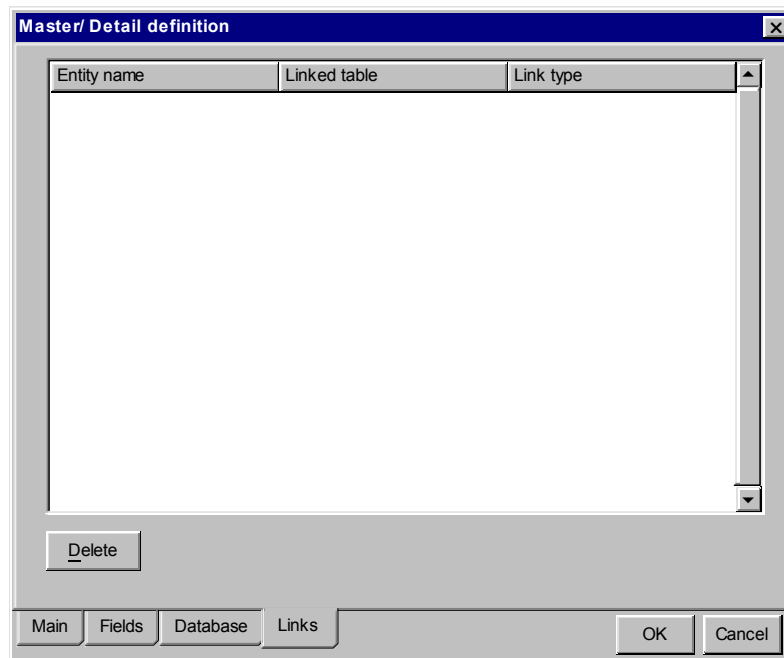 Master/ Detail definition
Entity name Linked table Link type
Delete
Main Fields Database Links OK Cancel